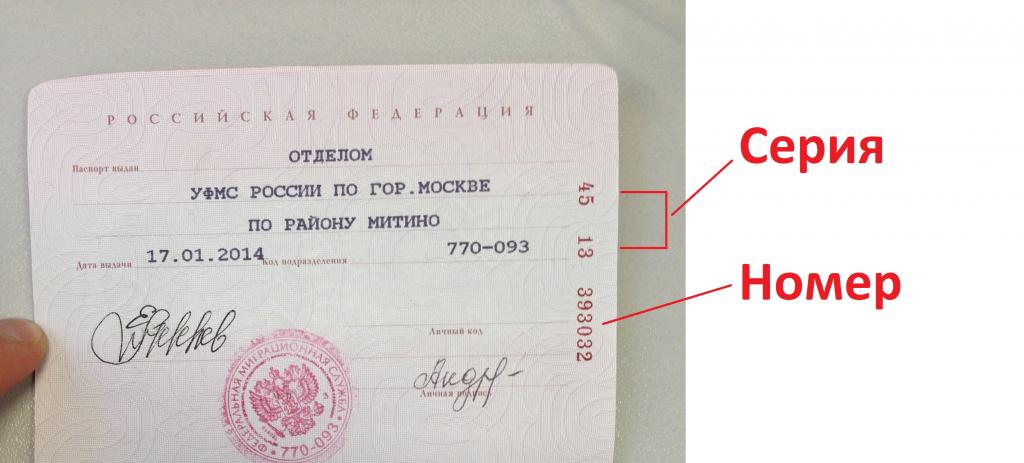 РОССИЙСКАЯ ФЕДЕРАЦИЯ
Паспорт выдан ОТДЕЛОМ
УФМС РОССИИ ПО ГОР.МОСКВЕ
ПО РАЙОНУ МИТИНО
Дата выдачи 17.01.2014 Код подразделения 770-093
Личный код
Личная подпись
ФЕДЕРАЛЬНАЯ МИГРАЦИОННАЯ СЛУЖБА
770-093
45 13 393032
Серия
Номер